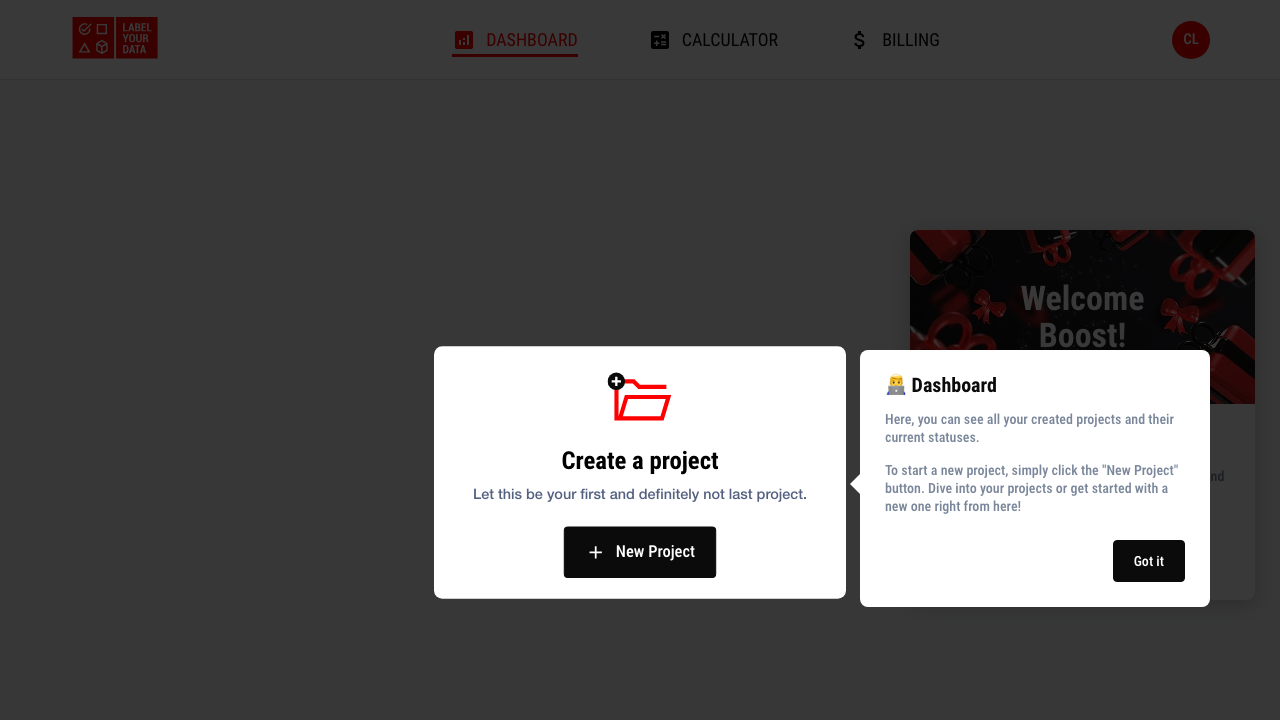 LABEL
YOUR
DATA
DASHBOARD
CALCULATOR
BILLING
CL
Welcome
Boost!
Create a project
Let this be your first and definitely not last project.
New Project
Dashboard
Here, you can see all your created projects and their
current statuses.
To start a new project, simply click the "New Project"
button. Dive into your projects or get started with a
new one right from here!
Got it